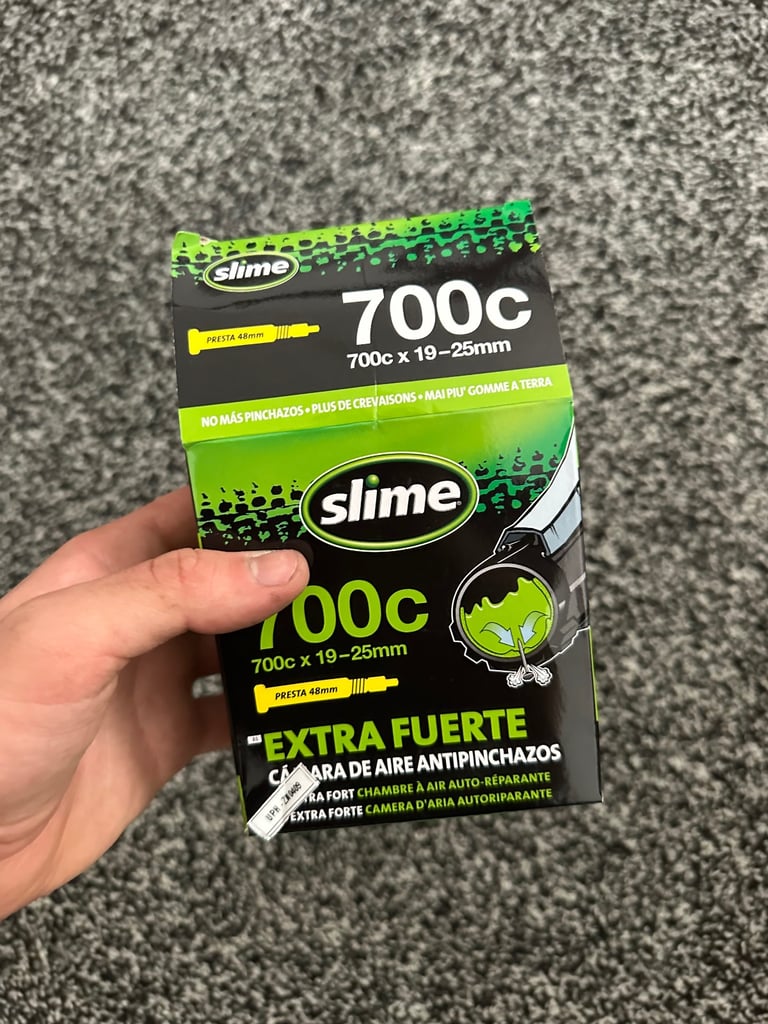 slime
700c
PRESTA 48mm
700c x 19-25mm
NO MÁS PINCHAZOS • PLUS DE CREVAISONS • MAI PIU' GOMME A TERRA
slime
700c
700c x 19-25mm
PRESTA 48mm
EXTRA FUERTE
DE AIRE ANTIPINCHAZOS
FORT CHAMBRE À AIR AUTO-RÉPARANTE
EXTRA FORTE CAMERA D'ARIA AUTORIPARANTE